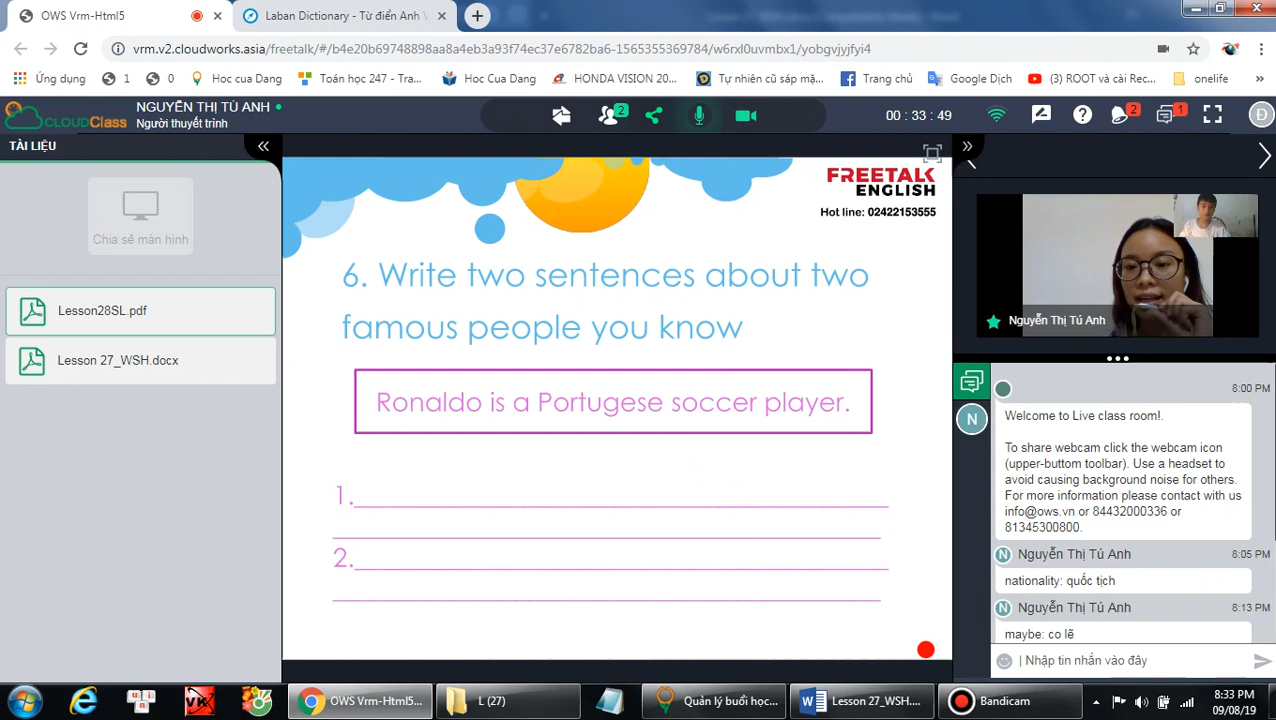 OWS Vrm-Html5
Laban Dictionary - Từ điển Anh V
vrm.v2.cloudworks.asia/freetalk/#/b4e20b69748898aa8a4eb3a93f74ec37e6782ba6-1565355369784/w6rxl0uvmbx1/yobgvjyjfyi4
Ứng dụng
1
0
Hoc cua Dang
Toán học 247 - Tra...
Học Cua Dang
HONDA VISION 20...
Tự nhiên cũ sáp mặ...
Trang chủ
Google Dịch
(3) ROOT và cài Rec...
onelife
»
CLOUDClass
NGUYỄN THỊ TÚ ANH
Người thuyết trình
2
00 : 33 : 49
2
1
Đ
TÀI LIỆU
Chia sẻ màn hình
Lesson28SL.pdf
Lesson 27_WSH.docx
FREETALK
ENGLISH
Hot line: 02422153555
6. Write two sentences about two
famous people you know
Ronaldo is a Portugese soccer player.
1.
2.
Nguyễn Thị Tú Anh
8:00 PM
N
Welcome to Live class room!.
To share webcam click the webcam icon
(upper-buttom toolbar). Use a headset to
avoid causing background noise for others.
For more information please contact with us
info@ows.vn or 84432000336 or
81345300800.
N Nguyễn Thị Tú Anh 8:05 PM
nationality: quốc tịch
N Nguyễn Thị Tú Anh 8:13 PM
maybe: co lẽ
Nhập tin nhắn vào đây
OWS Vrm-Html5...
L (27)
Quản lý buổi học...
Lesson 27_WSH....
Bandicam
8:33 PM
09/08/19